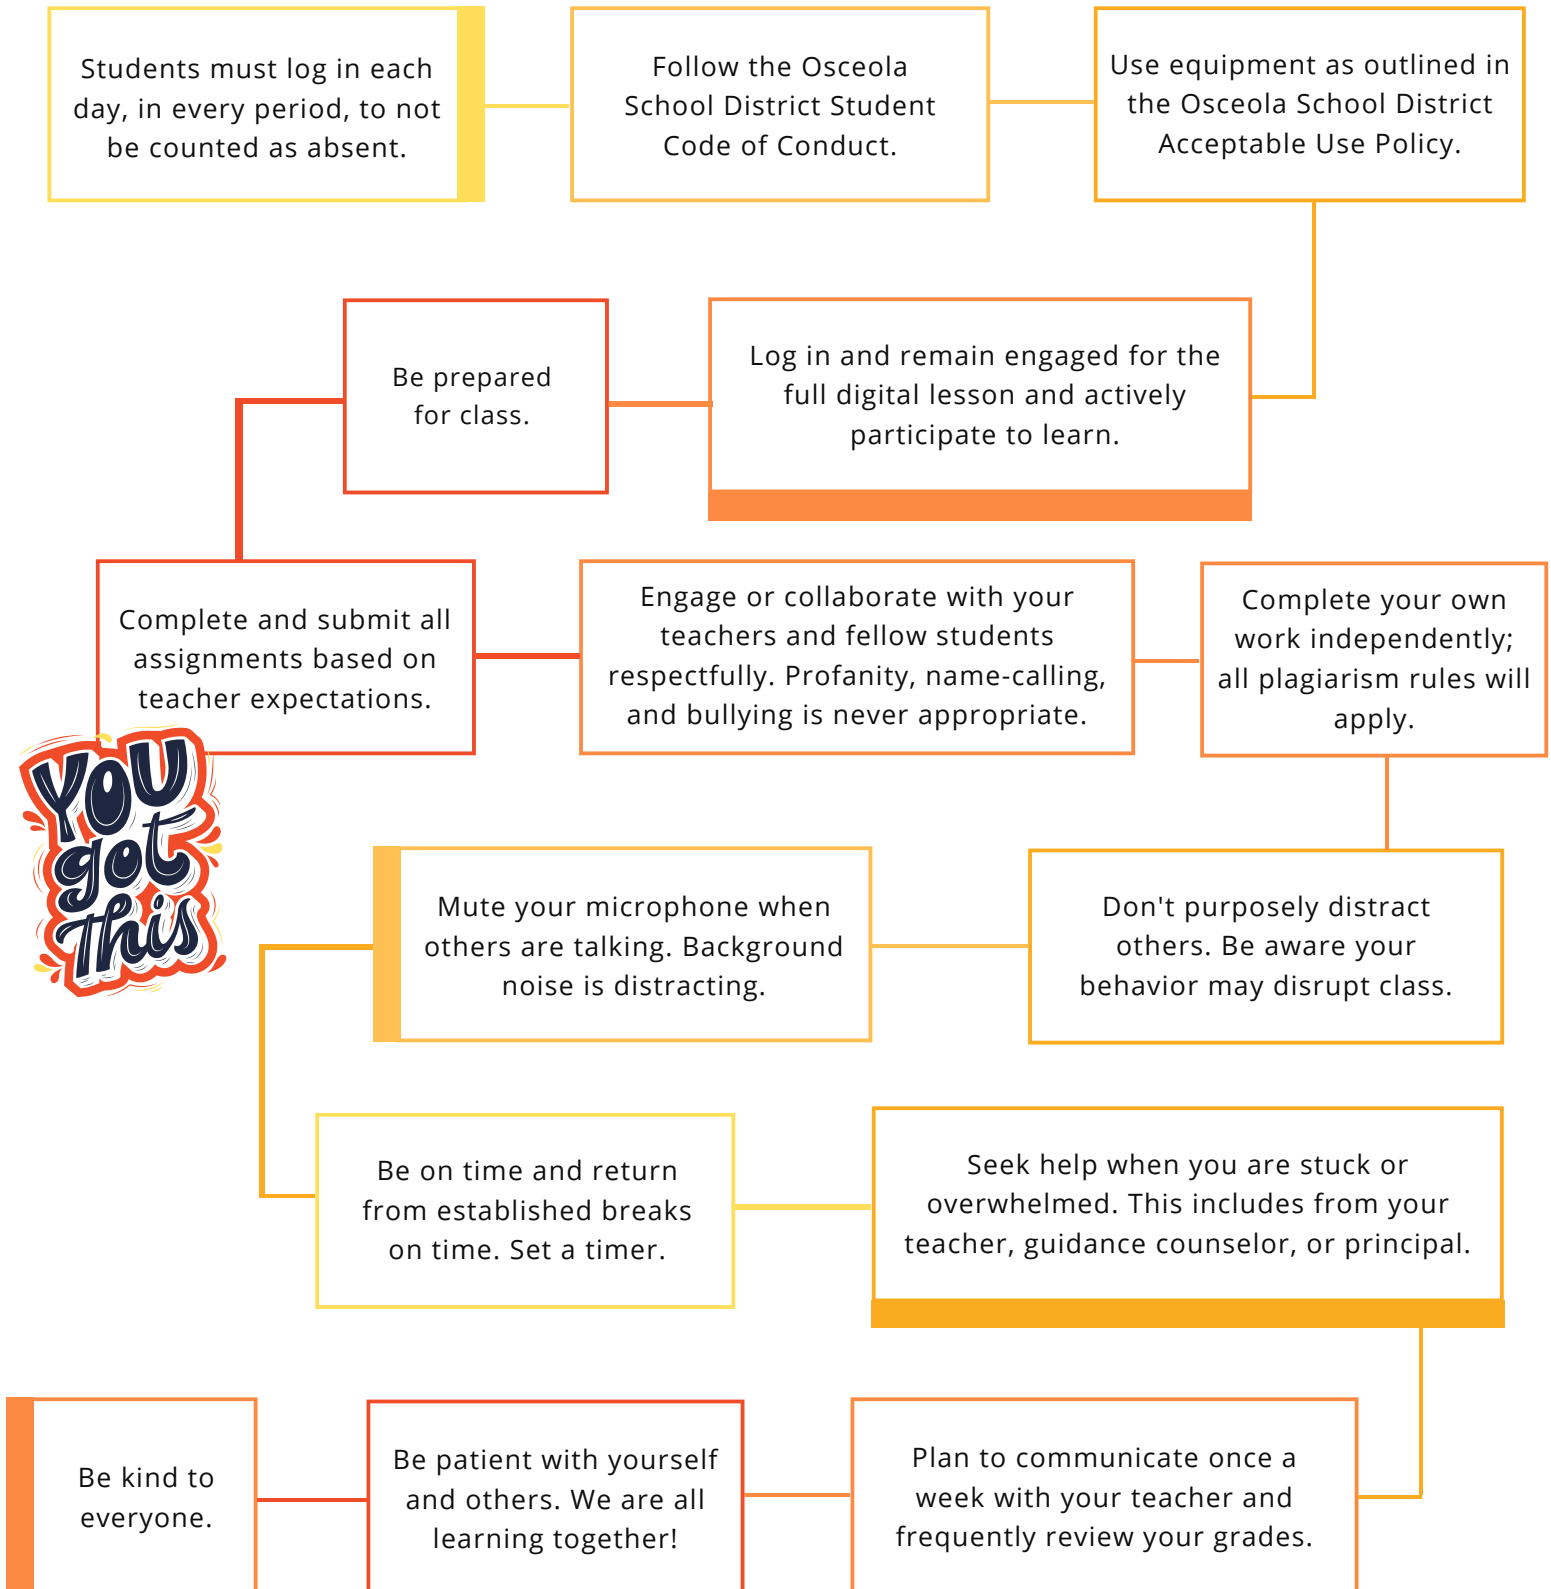 Students must log in each
day, in every period, to not
be counted as absent.
Follow the Osceola
School District Student
Code of Conduct.
Use equipment as outlined in
the Osceola School District
Acceptable Use Policy.
Log in and remain engaged for the
full digital lesson and actively
participate to learn.
Be prepared
for class.
Complete and submit all
assignments based on
teacher expectations.
Engage or collaborate with your
teachers and fellow students
respectfully. Profanity, name-calling,
and bullying is never appropriate.
Complete your own
work independently;
all plagiarism rules will
apply.
YOU
got
This
Don't purposely distract
others. Be aware your
behavior may disrupt class.
Mute your microphone when
others are talking. Background
noise is distracting.
Be on time and return
from established breaks
on time. Set a timer.
Seek help when you are stuck or
overwhelmed. This includes from your
teacher, guidance counselor, or principal.
Plan to communicate once a
week with your teacher and
frequently review your grades.
Be patient with yourself
and others. We are all
learning together!
Be kind to
everyone.